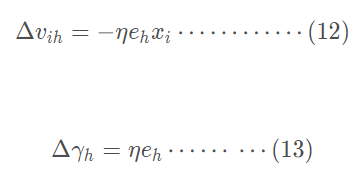 Δv_{ih} = −ηe_h x_i ⋯⋯⋯⋯(12)
Δγ_h = ηe_h ⋯⋯ ⋯(13)